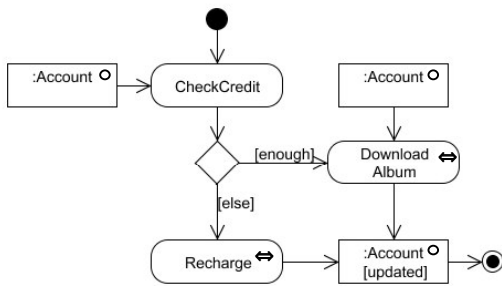 :Account
:Account
CheckCredit
[enough]
Download
Album
[else]
Recharge
:Account
[updated]